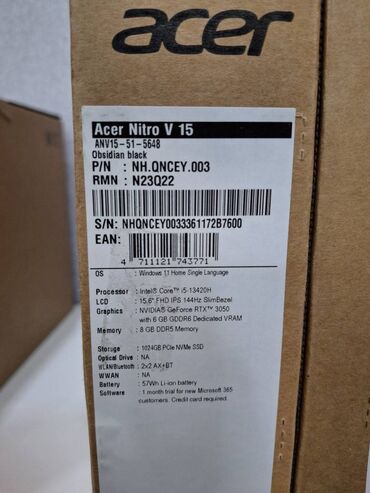 acer
Acer Nitro V 15
ANV15-51-5648
Obsidian black
P/N : NH.QNCEY.003
RMN : N23Q22
S/N: NHQNCEY0033361172B7600
EAN:
4 711121 743771
OS : Windows 11 Home Single Language
Processor : Intel® Core™ i5-13420H
LCD : 15.6" FHD IPS 144Hz SlimBezel
Graphics : NVIDIA® GeForce RTX™ 3050
with 6 GB GDDR6 Dedicated VRAM
Memory : 8 GB DDR5 Memory
Storage : 1024GB PCIe NVMe SSD
Optical Drive : NA
WLAN/Bluetooth : 2x2 AX+BT
WWAN : NA
Battery : 57Wh Li-ion battery
Software : 1 month trial for new Microsoft 365
customers. Credit card required.